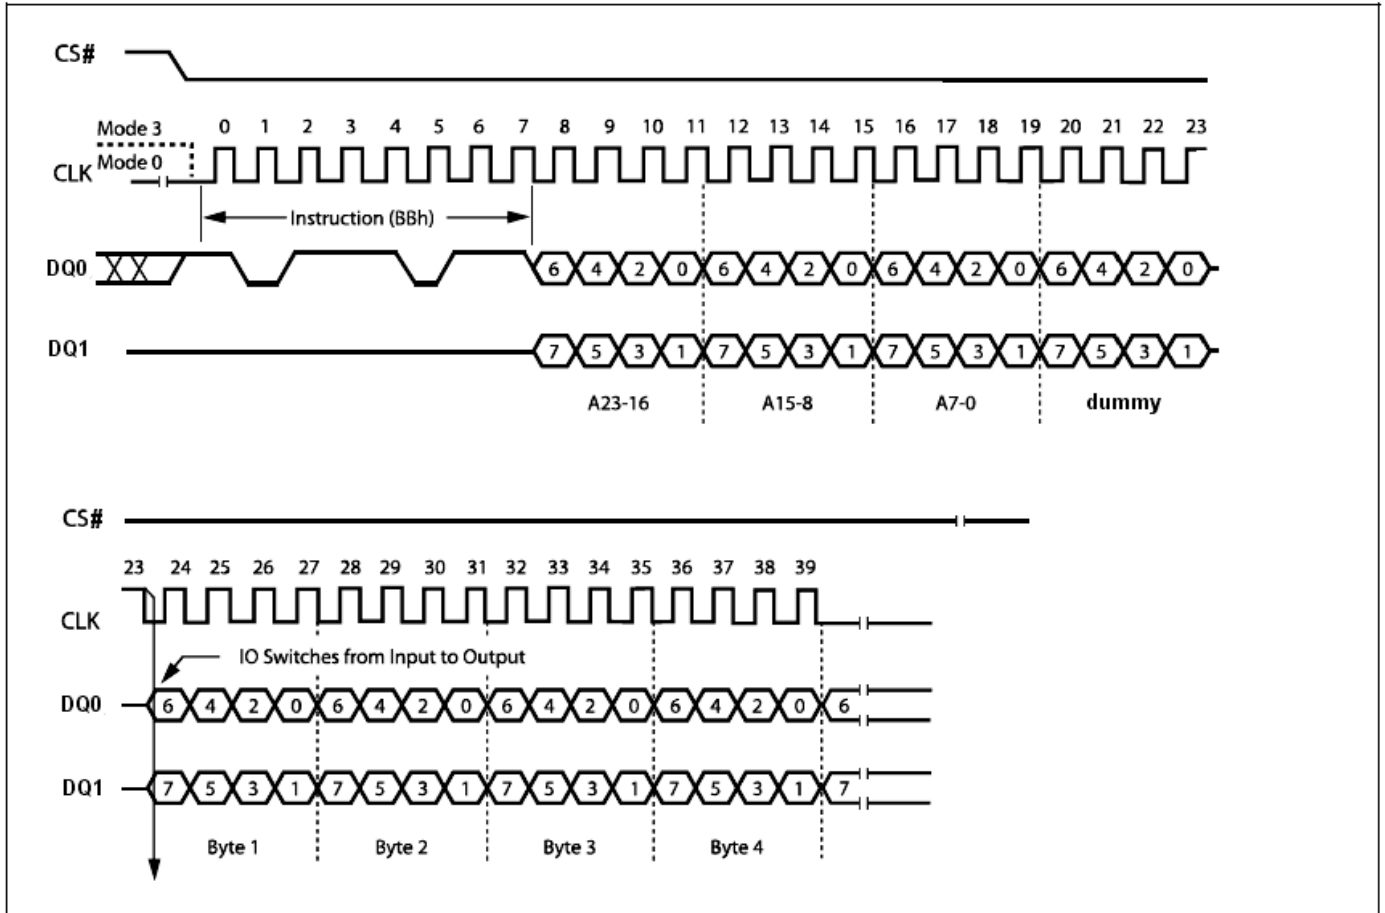 CS#
Mode 3
0 1 2 3 4 5 6 7 8 9 10 11 12 13 14 15 16 17 18 19 20 21 22 23
Mode 0
CLK
Instruction (BBh)
DQ0 6 4 2 0 6 4 2 0 6 4 2 0 6 4 2 0
DQ1 7 5 3 1 7 5 3 1 7 5 3 1 7 5 3 1
A23-16 A15-8 A7-0 dummy
CS#
23 24 25 26 27 28 29 30 31 32 33 34 35 36 37 38 39
CLK
IO Switches from Input to Output
DQ0 6 4 2 0 6 4 2 0 6 4 2 0 6 4 2 0 6
DQ1 7 5 3 1 7 5 3 1 7 5 3 1 7 5 3 1 7
Byte 1 Byte 2 Byte 3 Byte 4